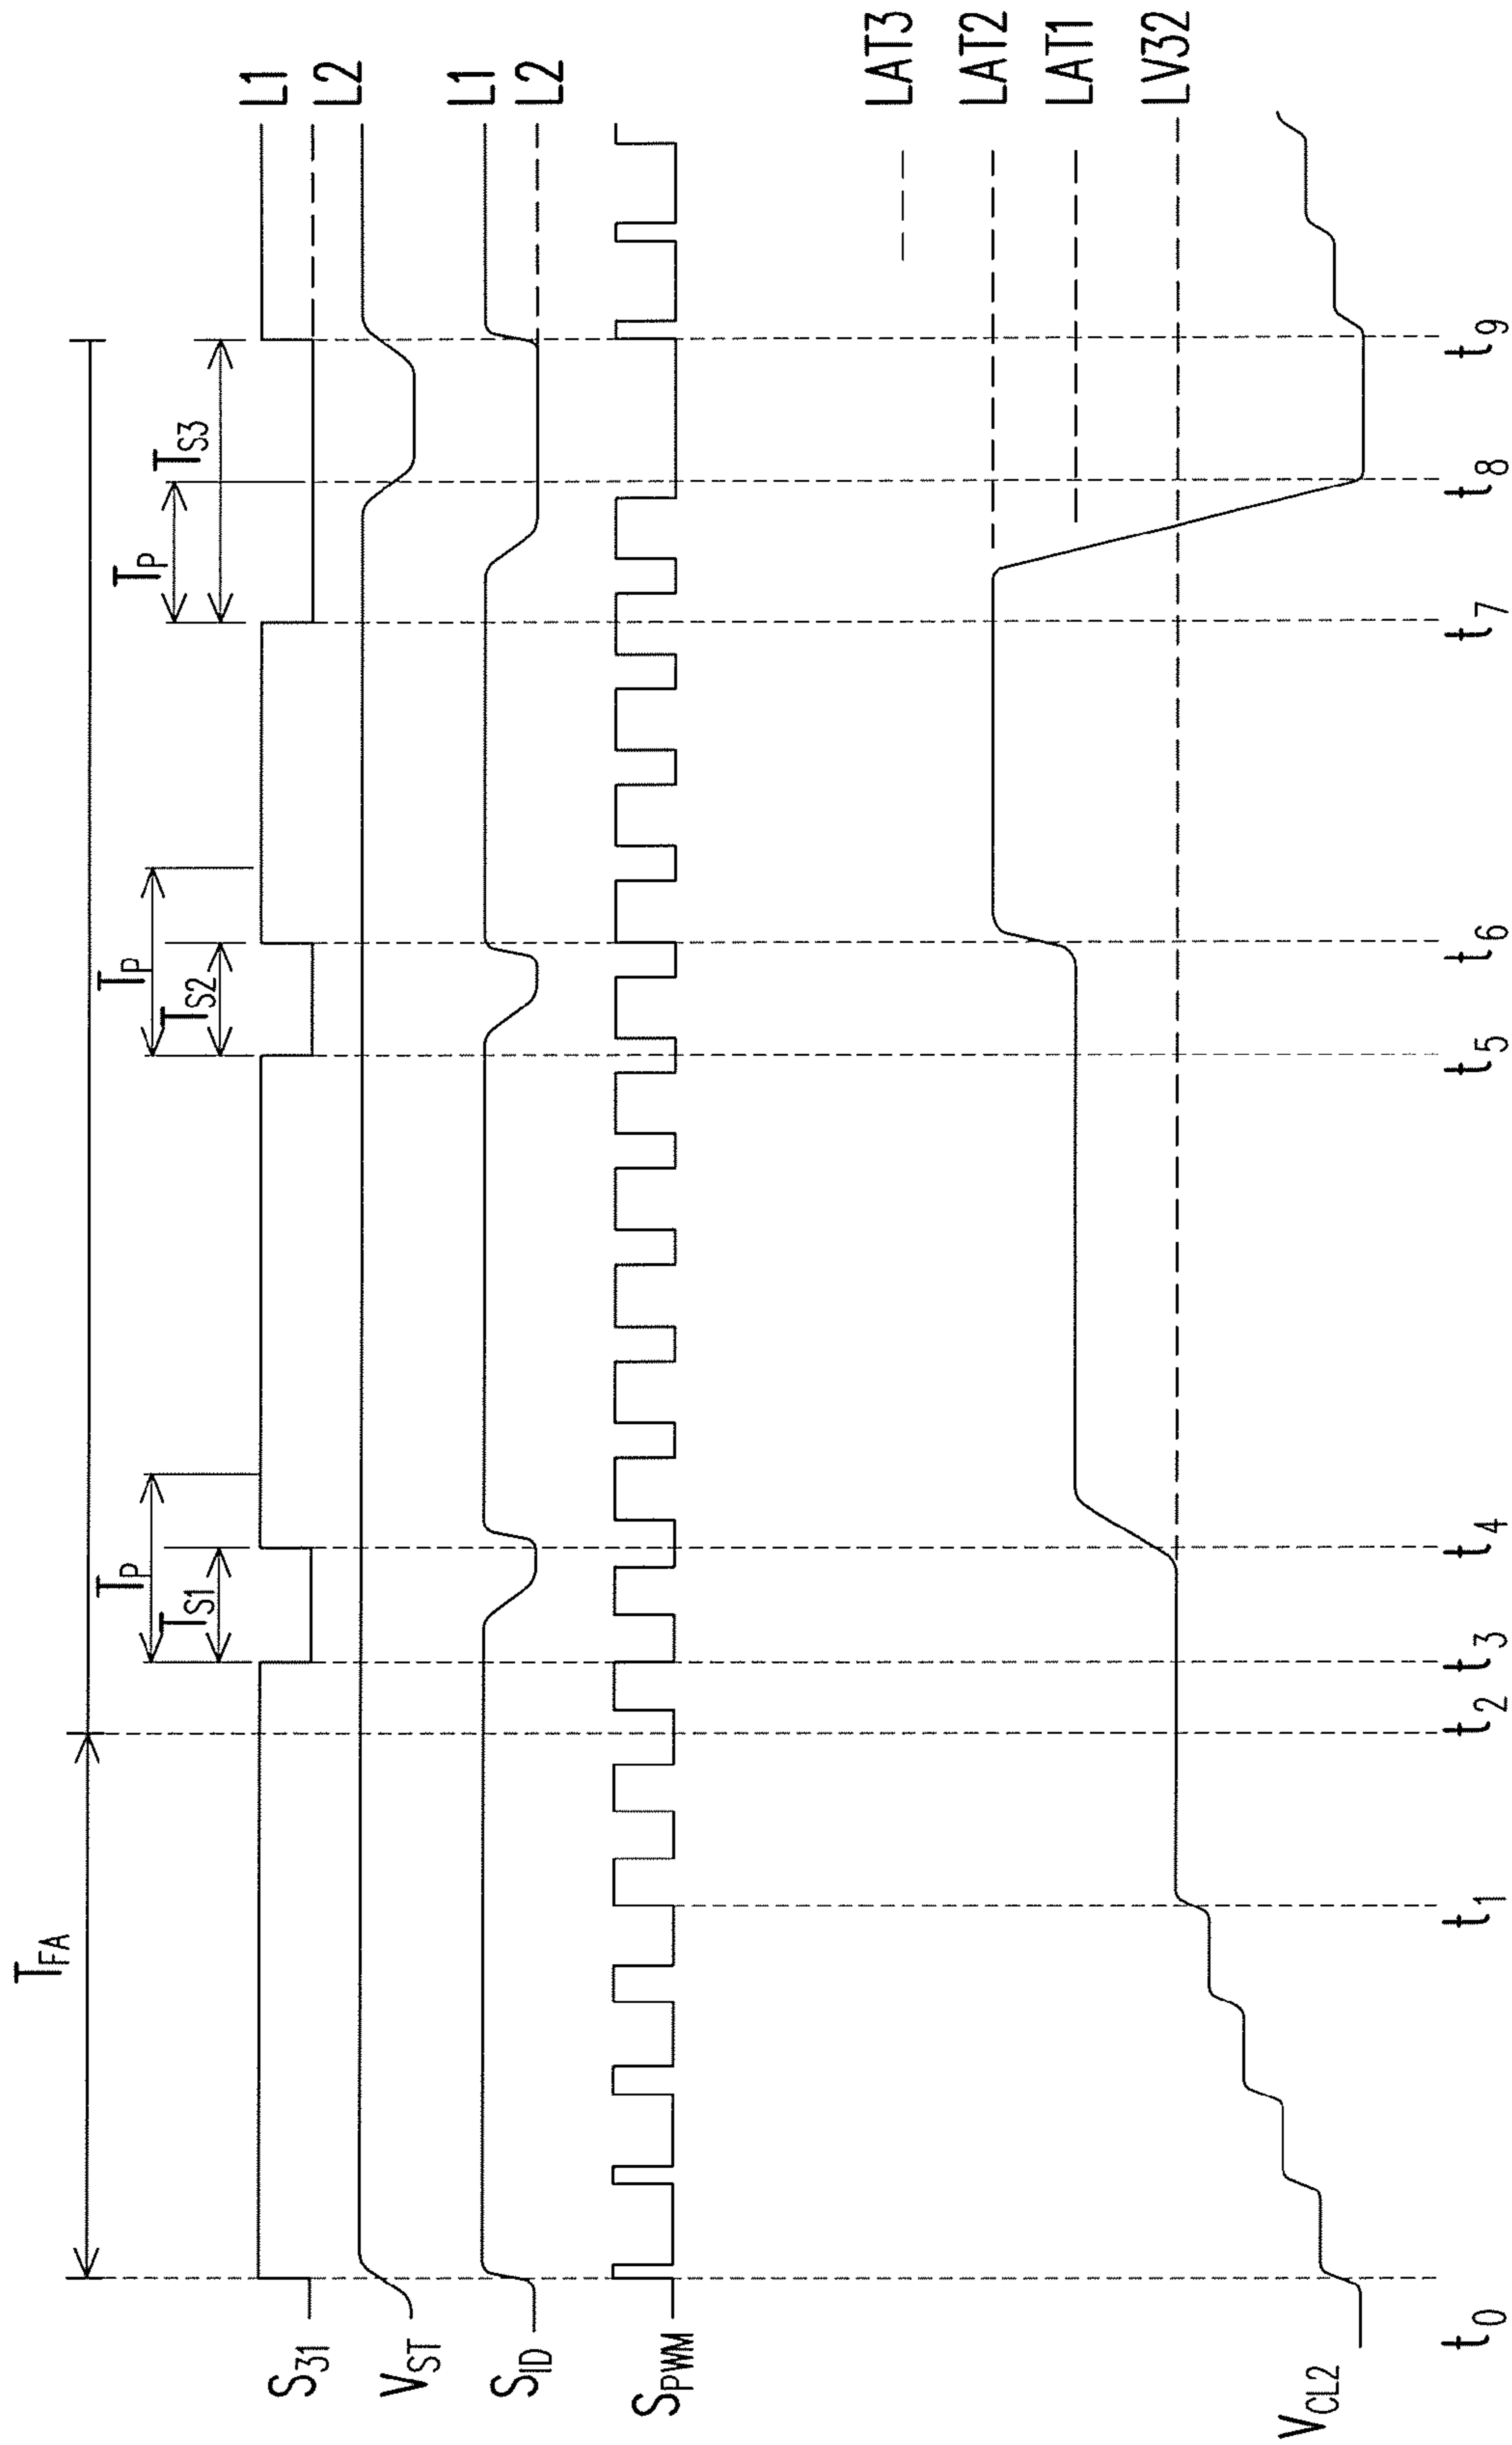 T_FA
T_P
T_S1
T_P
T_S2
T_P
T_S3
S_31
L1
L2
V_ST
S_ID
L1
L2
S_PWM
LAT3
LAT2
LAT1
LV32
V_CL2
t_0
t_1
t_2
t_3
t_4
t_5
t_6
t_7
t_8
t_9